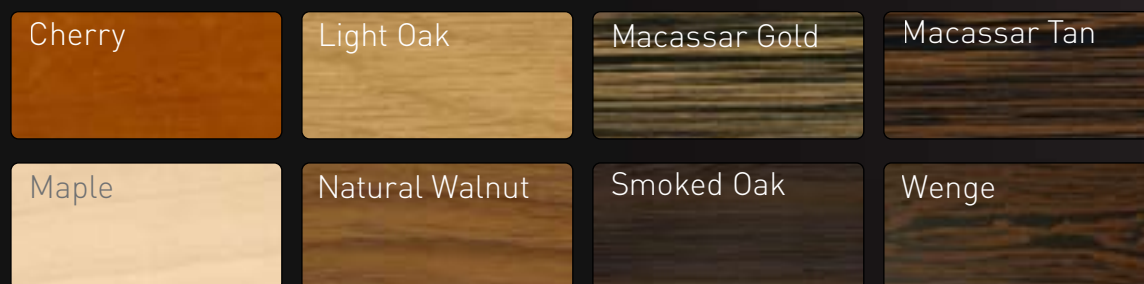 Cherry
Light Oak
Macassar Gold
Macassar Tan
Maple
Natural Walnut
Smoked Oak
Wenge